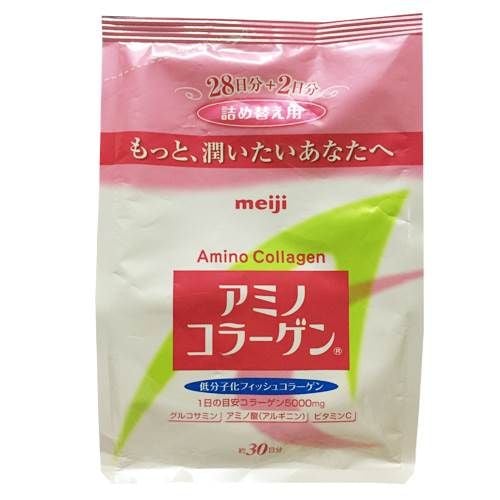 28日分+2日分
詰め替え用
もっと、潤いたいあなたへ
meiji
Amino Collagen
アミノ
コラーゲン®
低分子化フィッシュコラーゲン
1日の目安コラーゲン5000mg
グルコサミン アミノ酸(アルギニン) ビタミンC
約30日分